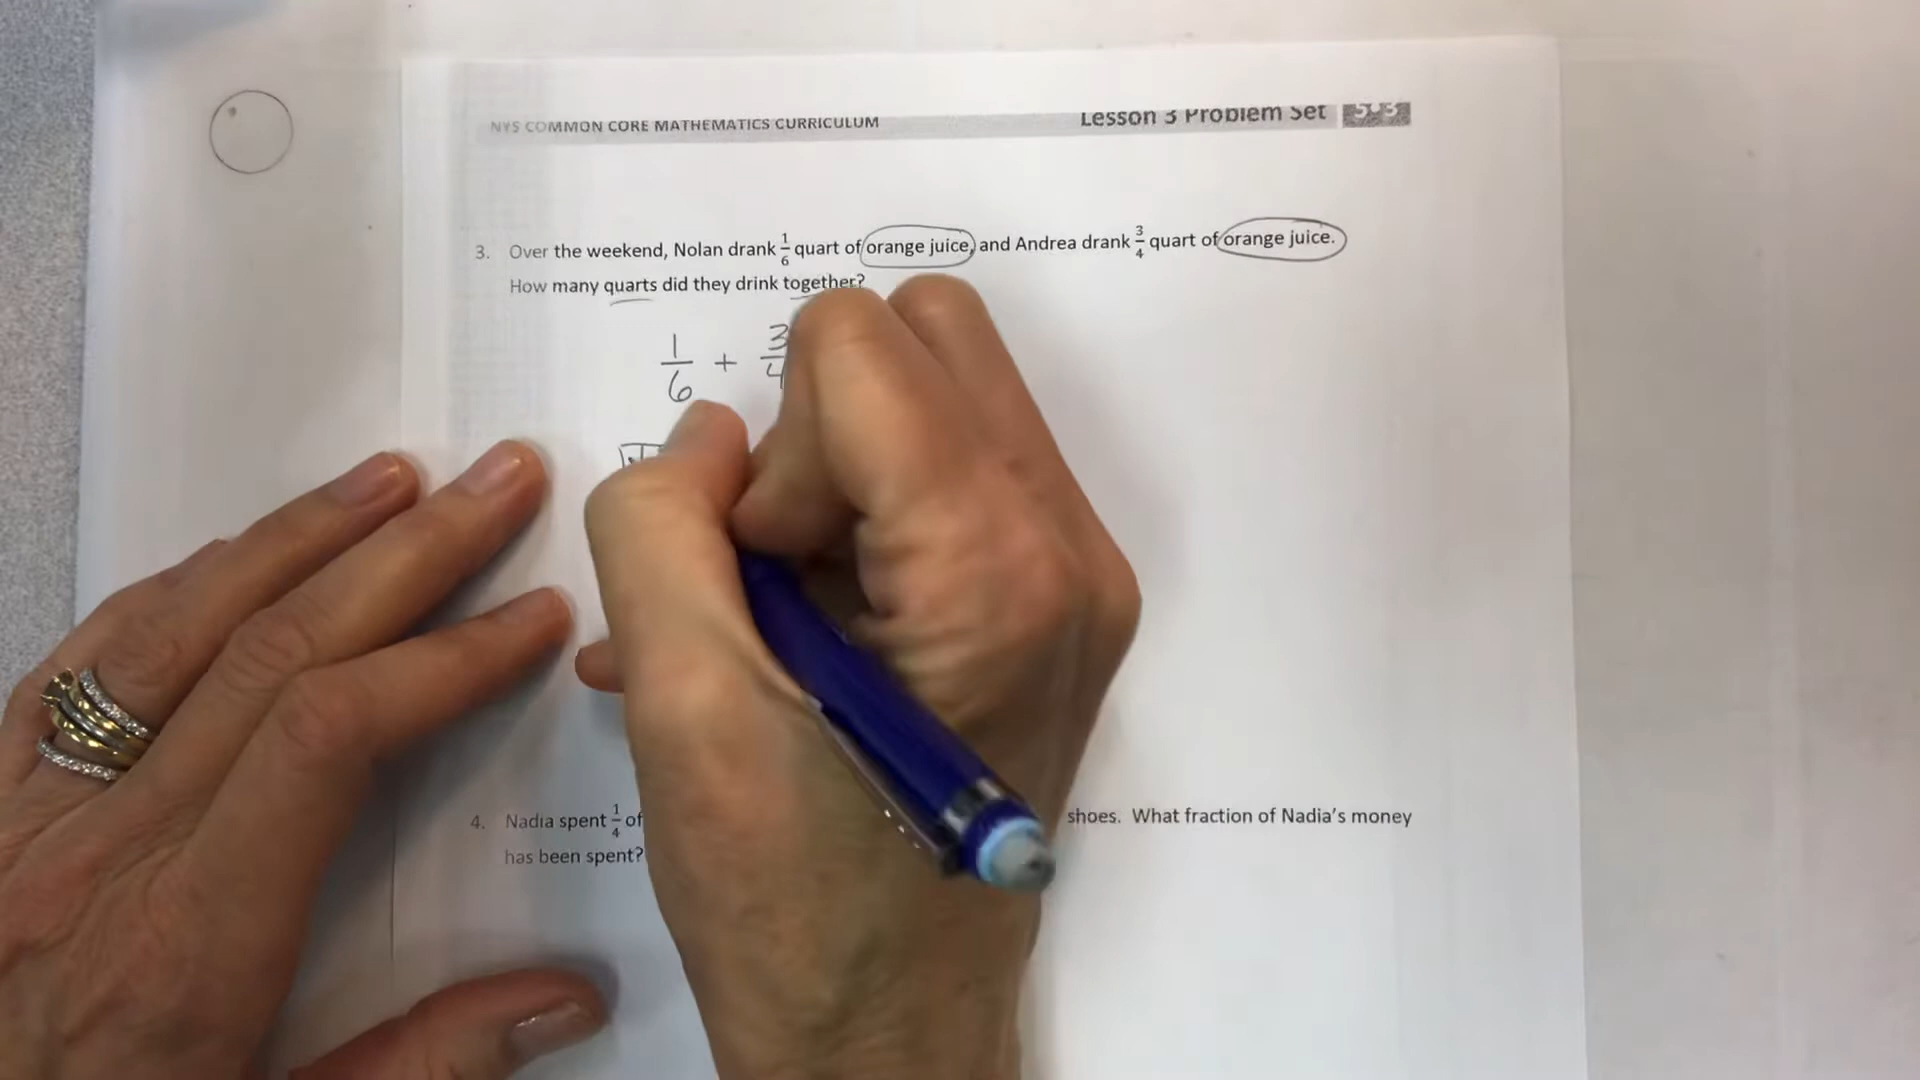 NYS COMMON CORE MATHEMATICS CURRICULUM Lesson 3 Problem Set 5•3
3. Over the weekend, Nolan drank 1/6 quart of orange juice, and Andrea drank 3/4 quart of orange juice.
How many quarts did they drink together?
1/6 + 3/4
4. Nadia spent 1/4 of shoes. What fraction of Nadia's money
has been spent?